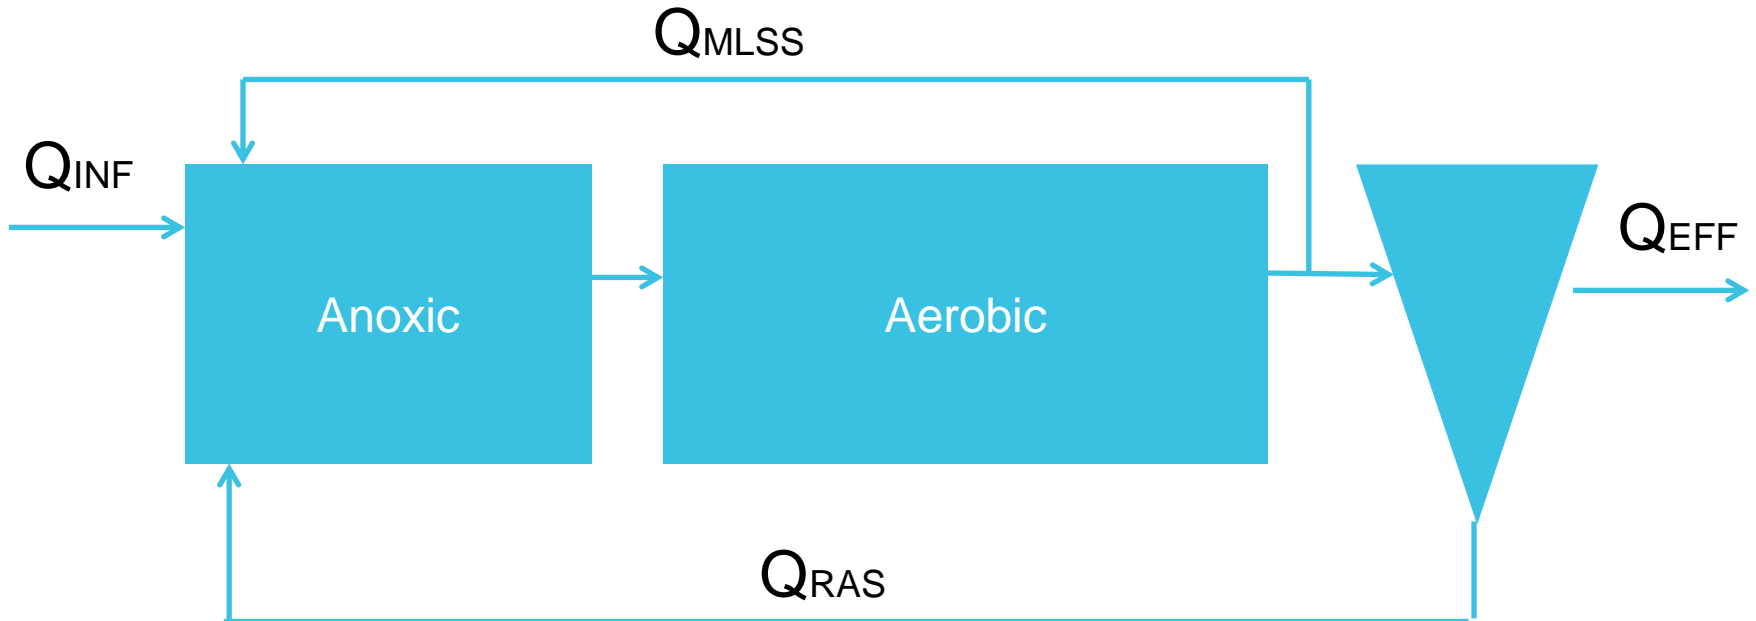 QMLSS
QINF
QEFF
Anoxic
Aerobic
QRAS